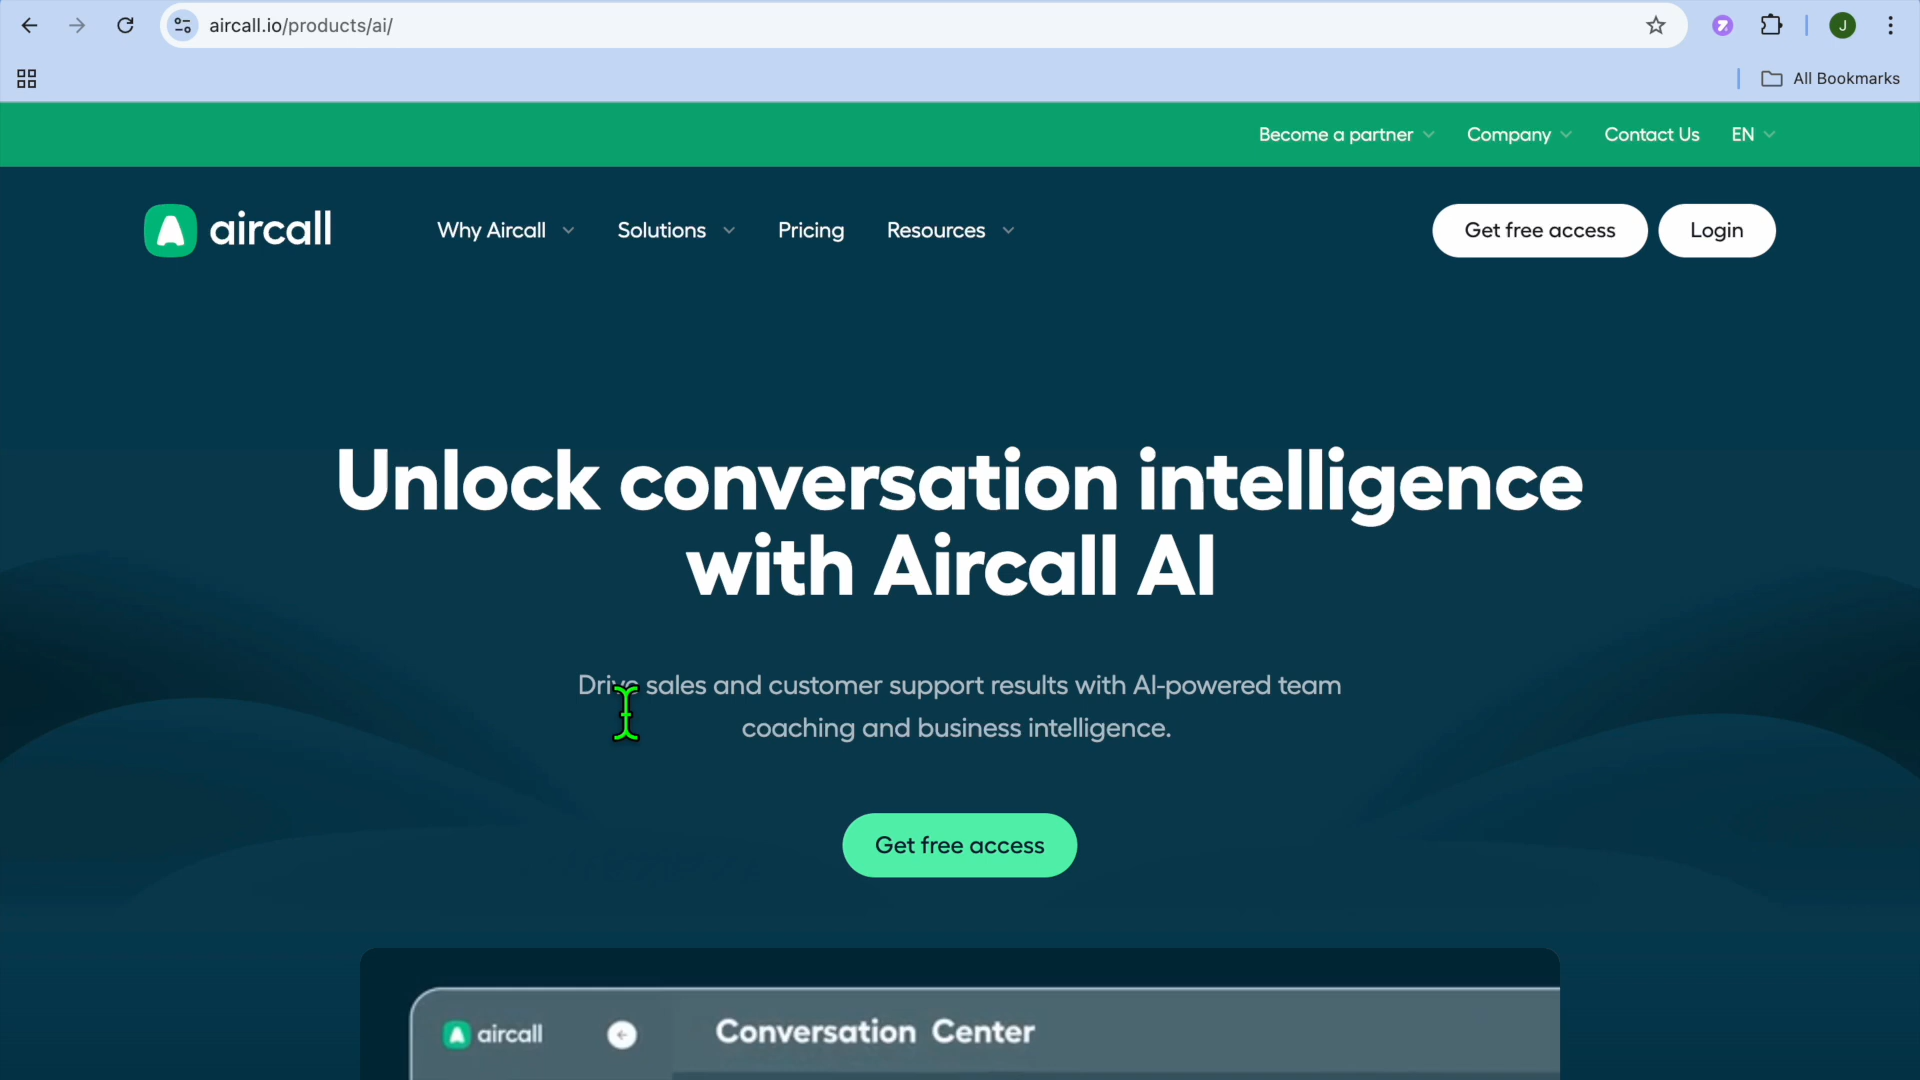 aircall.io/products/ai/
J
All Bookmarks
Become a partner
Company
Contact Us
EN
aircall
Why Aircall
Solutions
Pricing
Resources
Get free access
Login
Unlock conversation intelligence
with Aircall AI
Drive sales and customer support results with AI-powered team
coaching and business intelligence.
Get free access
aircall
Conversation Center